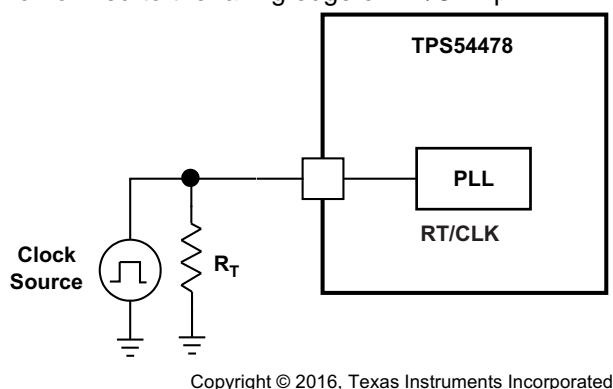 TPS54478
PLL
RT/CLK
Clock
Source
RT
Copyright © 2016, Texas Instruments Incorporated